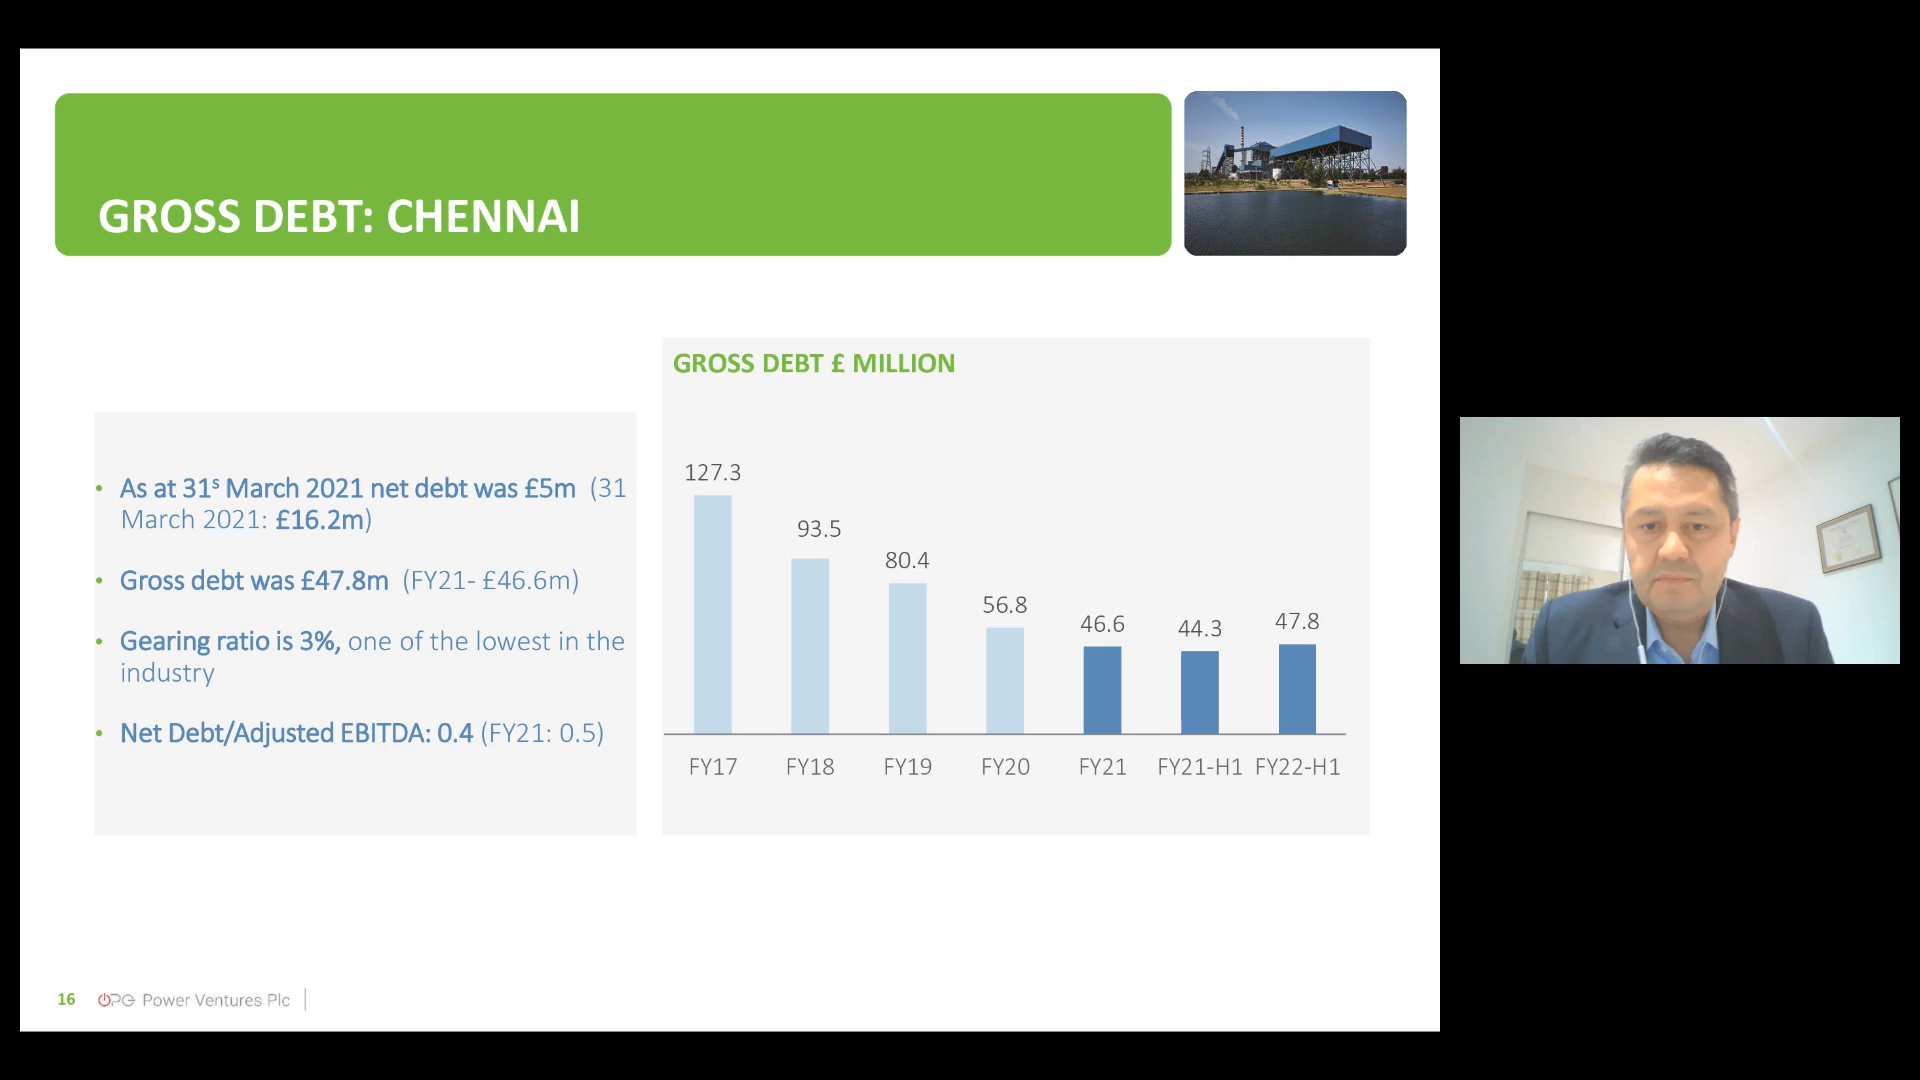 GROSS DEBT: CHENNAI
• As at 31ˢ March 2021 net debt was £5m (31
March 2021: £16.2m)
• Gross debt was £47.8m (FY21- £46.6m)
• Gearing ratio is 3%, one of the lowest in the
industry
• Net Debt/Adjusted EBITDA: 0.4 (FY21: 0.5)
GROSS DEBT £ MILLION
127.3
93.5
80.4
56.8
46.6
44.3
47.8
FY17 FY18 FY19 FY20 FY21 FY21-H1 FY22-H1
16 OPG Power Ventures Plc